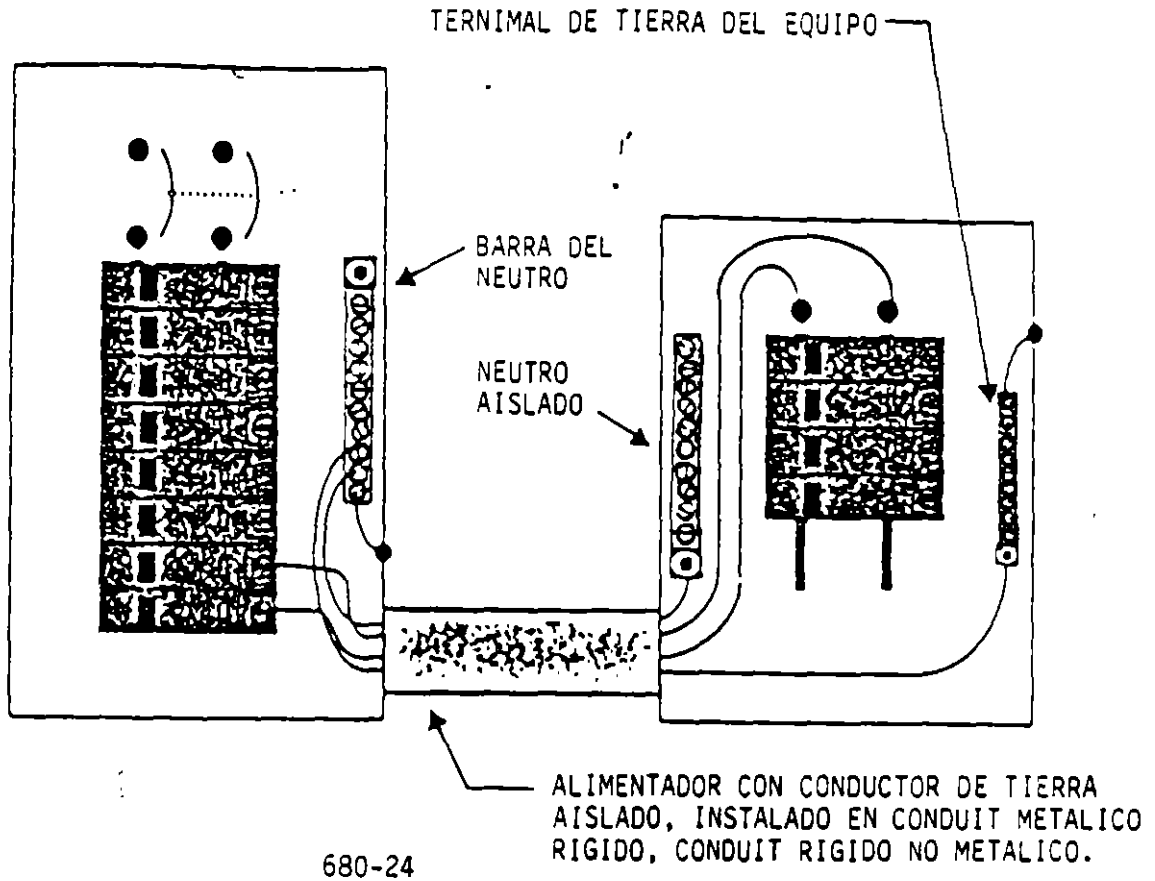 TERNIMAL DE TIERRA DEL EQUIPO
BARRA DEL
NEUTRO
NEUTRO
AISLADO
ALIMENTADOR CON CONDUCTOR DE TIERRA
AISLADO, INSTALADO EN CONDUIT METALICO
RIGIDO, CONDUIT RIGIDO NO METALICO.
680-24